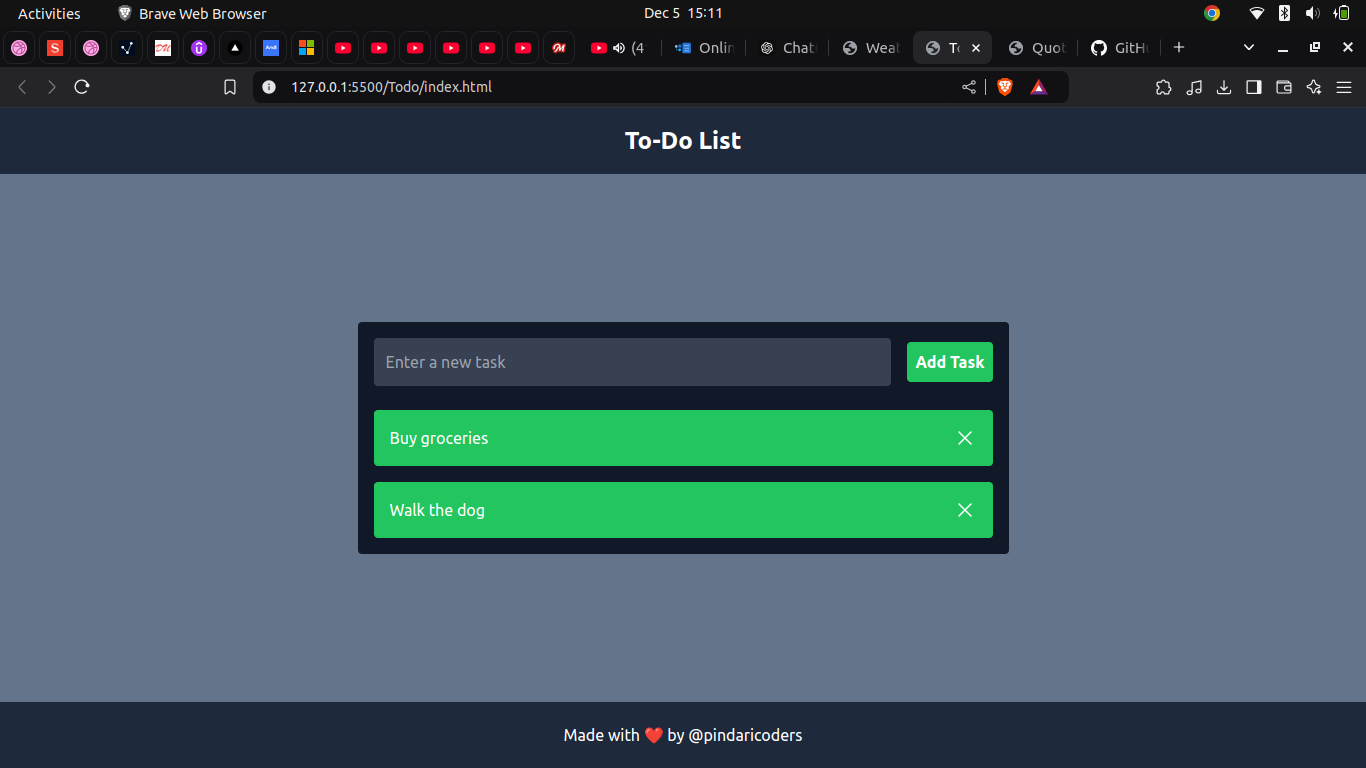 Activities
Brave Web Browser
Dec 5 15:11
S
DN
(4
Onlin
Chat
Weat
To
Quot
GitHu
127.0.0.1:5500/Todo/index.html
To-Do List
Enter a new task
Add Task
Buy groceries
Walk the dog
Made with ❤️ by @pindaricoders